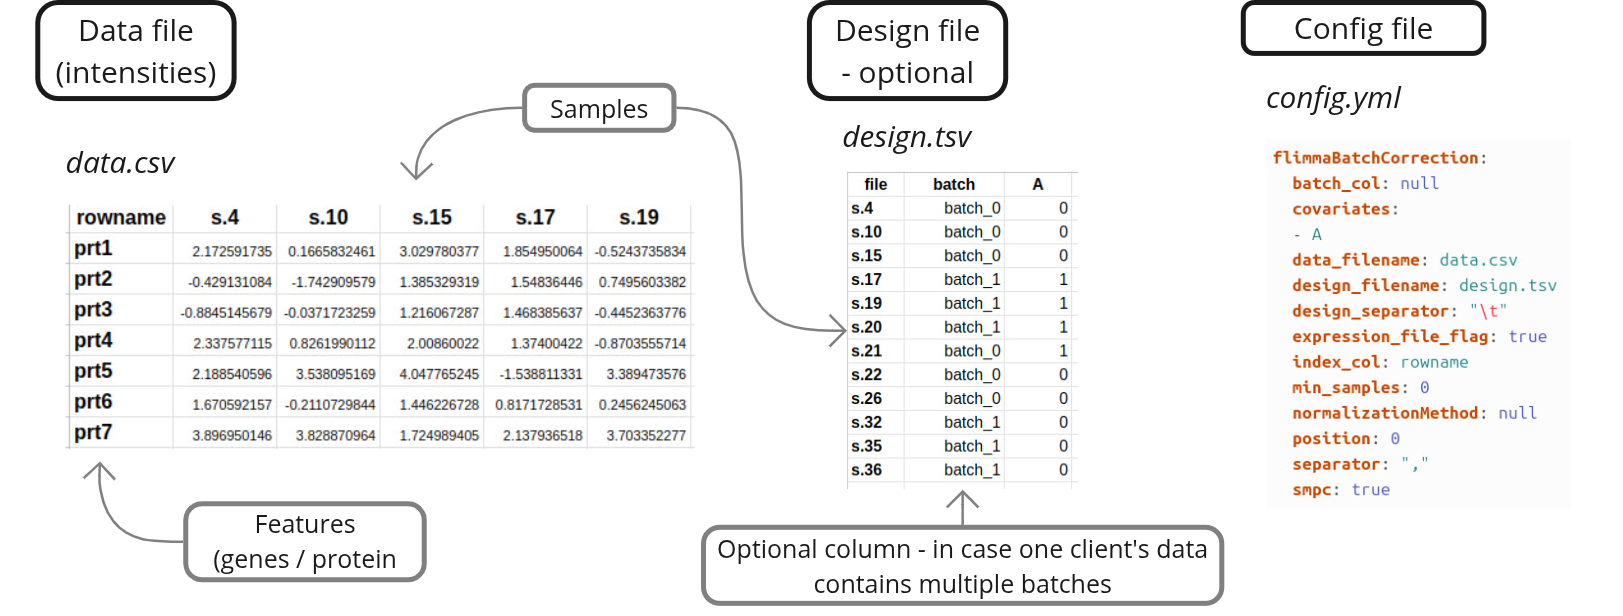 Data file
(intensities)
Samples
data.csv
rowname s.4 s.10 s.15 s.17 s.19
prt1 2.172591735 0.1665832461 3.029780377 1.854950064 -0.5243735834
prt2 -0.429131084 -1.742909579 1.385329319 1.54836446 0.7495603382
prt3 -0.8845145679 -0.0371723259 1.216067287 1.468385637 -0.4452363776
prt4 2.337577115 0.8261990112 2.00860022 1.37400422 -0.8703555714
prt5 2.188540596 3.538095169 4.047765245 -1.538811331 3.389473576
prt6 1.670592157 -0.2110729844 1.446226728 0.8171728531 0.2456245063
prt7 3.896950146 3.828870964 1.724989405 2.137936518 3.703352277
Features
(genes / protein
Design file
- optional
design.tsv
file batch A
s.4 batch_0 0
s.10 batch_0 0
s.15 batch_0 0
s.17 batch_1 1
s.19 batch_1 1
s.20 batch_1 1
s.21 batch_0 1
s.22 batch_0 0
s.26 batch_0 0
s.32 batch_1 0
s.35 batch_1 0
s.36 batch_1 0
Optional column - in case one client's data
contains multiple batches
Config file
config.yml
flimmaBatchCorrection:
batch_col: null
covariates:
- A
data_filename: data.csv
design_filename: design.tsv
design_separator: "\t"
expression_file_flag: true
index_col: rowname
min_samples: 0
normalizationMethod: null
position: 0
separator: ","
smpc: true